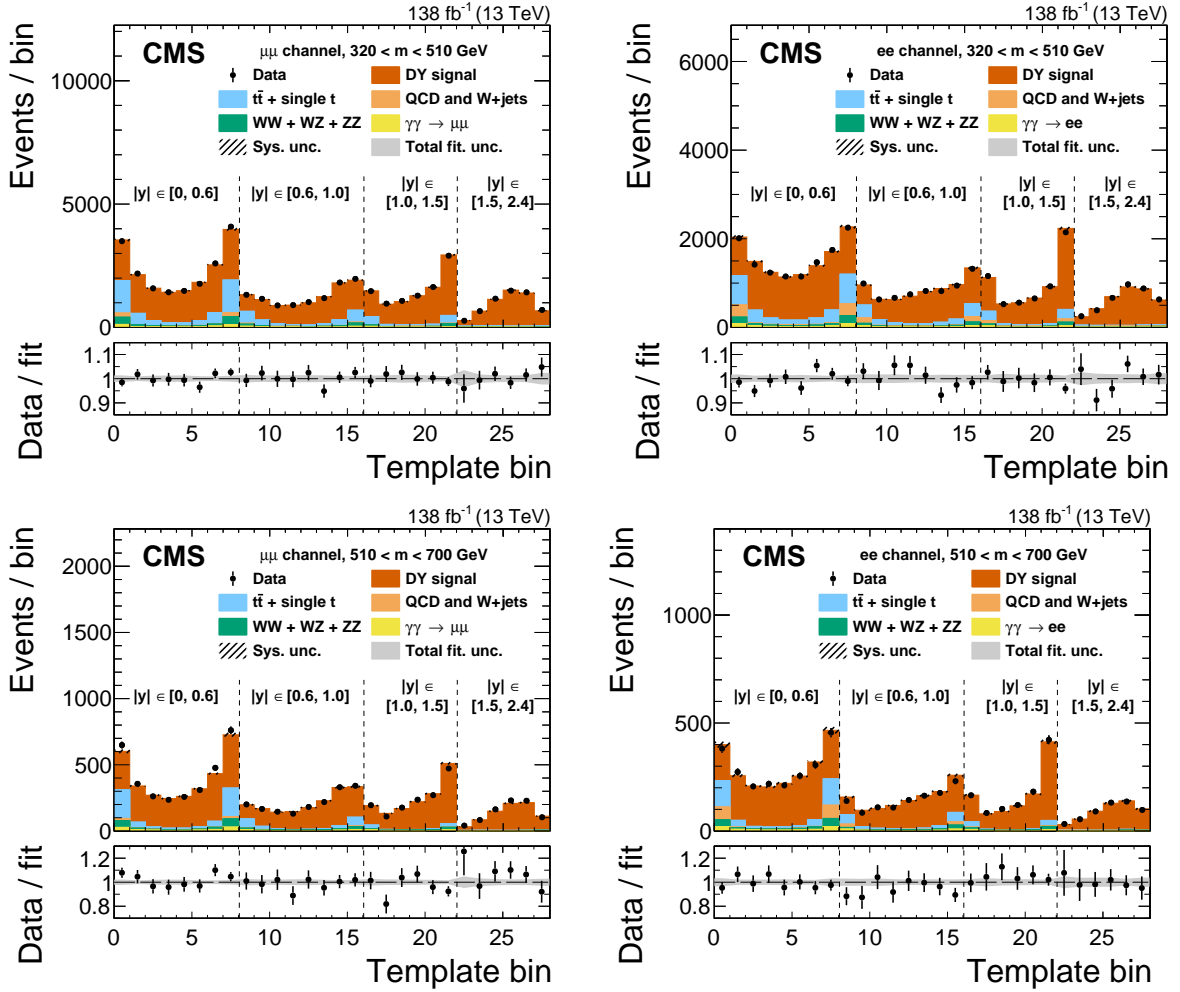 138 fb⁻¹ (13 TeV)
CMS
μμ channel, 320 < m < 510 GeV
Data
DY signal
tt̄ + single t
QCD and W+jets
WW + WZ + ZZ
γγ → μμ
Sys. unc.
Total fit. unc.
|y| ∈ [0, 0.6]
|y| ∈ [0.6, 1.0]
|y| ∈
[1.0, 1.5]
|y| ∈
[1.5, 2.4]
Events / bin
10000
5000
0
Data / fit
1.1
1
0.9
0 5 10 15 20 25
Template bin
138 fb⁻¹ (13 TeV)
CMS
ee channel, 320 < m < 510 GeV
Data
DY signal
tt̄ + single t
QCD and W+jets
WW + WZ + ZZ
γγ → ee
Sys. unc.
Total fit. unc.
|y| ∈ [0, 0.6]
|y| ∈ [0.6, 1.0]
|y| ∈
[1.0, 1.5]
|y| ∈
[1.5, 2.4]
Events / bin
6000
4000
2000
0
Data / fit
1.1
1
0.9
0 5 10 15 20 25
Template bin
138 fb⁻¹ (13 TeV)
CMS
μμ channel, 510 < m < 700 GeV
Data
DY signal
tt̄ + single t
QCD and W+jets
WW + WZ + ZZ
γγ → μμ
Sys. unc.
Total fit. unc.
|y| ∈ [0, 0.6]
|y| ∈ [0.6, 1.0]
|y| ∈
[1.0, 1.5]
|y| ∈
[1.5, 2.4]
Events / bin
2000
1500
1000
500
0
Data / fit
1.2
1
0.8
0 5 10 15 20 25
Template bin
138 fb⁻¹ (13 TeV)
CMS
ee channel, 510 < m < 700 GeV
Data
DY signal
tt̄ + single t
QCD and W+jets
WW + WZ + ZZ
γγ → ee
Sys. unc.
Total fit. unc.
|y| ∈ [0, 0.6]
|y| ∈ [0.6, 1.0]
|y| ∈
[1.0, 1.5]
|y| ∈
[1.5, 2.4]
Events / bin
1000
500
0
Data / fit
1.2
1
0.8
0 5 10 15 20 25
Template bin